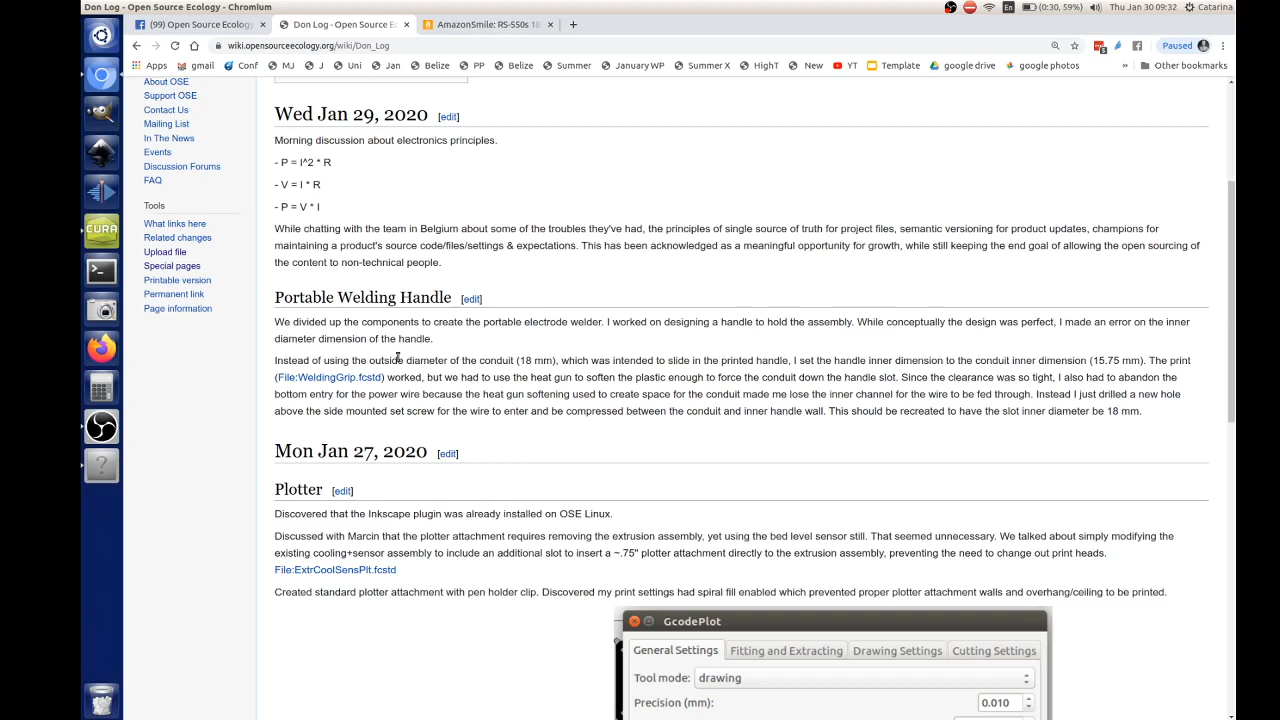 Don Log - Open Source Ecology - Chromium
En
(0:30, 59%)
Thu Jan 30 09:32
Catarina
(99) Open Source Ecology
Don Log - Open Source Ec
AmazonSmile: RS-550s 18
wiki.opensourceecology.org/wiki/Don_Log
Paused
Apps
yahoo
Conf
MJ
J
Uni
Jan
Belize
PP
Belize
Summer
January WP
Summer X
HighT
New
YT
Template
google drive
google photos
»
Other bookmarks
About OSE
Support OSE
Contact Us
Mailing List
In The News
Events
Discussion Forums
FAQ
Tools
What links here
Related changes
Upload file
Special pages
Printable version
Permanent link
Page information
Wed Jan 29, 2020 [edit]
Morning discussion about electronics principles.
- P = I^2 * R
- V = I * R
- P = V * I
While chatting with the team in Belgium about some of the troubles they've had, the principles of single source of truth for project files, semantic versioning for product updates, champions for
maintaining a product's source code/files/settings & expectations. This has been acknowledged as a meaningful opportunity for growth, while still keeping the end goal of allowing the open sourcing of
the content to non-technical people.
Portable Welding Handle [edit]
We divided up the components to create the portable electrode welder. I worked on designing a handle to hold the assembly. While conceptually the design was perfect, I made an error on the inner
diameter dimension of the handle.
Instead of using the outside diameter of the conduit (18 mm), which was intended to slide in the printed handle, I set the handle inner dimension to the conduit inner dimension (15.75 mm). The print
(File:WeldingGrip.fcstd) worked, but we had to use the heat gun to soften the plastic enough to force the conduit down the handle slot. Since the clearance was so tight, I also had to abandon the
bottom entry for the power wire because the heat gun softening used to create space for the conduit made me lose the inner channel for the wire to be fed through. Instead I just drilled a new hole
above the side mounted set screw for the wire to enter and be compressed between the conduit and inner handle wall. This should be recreated to have the slot inner diameter be 18 mm.
Mon Jan 27, 2020 [edit]
Plotter [edit]
Discovered that the Inkscape plugin was already installed on OSE Linux.
Discussed with Marcin that the plotter attachment requires removing the extrusion assembly, yet using the bed level sensor still. That seemed unnecessary. We talked about simply modifying the
existing cooling+sensor assembly to include an additional slot to insert a ~.75" plotter attachment directly to the extrusion assembly, preventing the need to change out print heads.
File:ExtrCoolSensPlt.fcstd
Created standard plotter attachment with pen holder clip. Discovered my print settings had spiral fill enabled which prevented proper plotter attachment walls and overhang/ceiling to be printed.
GcodePlot
General Settings
Fitting and Extracting
Drawing Settings
Cutting Settings
Tool mode:
drawing
Precision (mm):
0.010
CURA